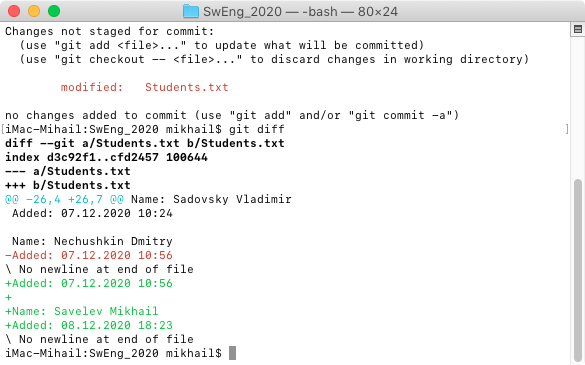 SwEng_2020 — -bash — 80×24
Changes not staged for commit:
  (use "git add <file>..." to update what will be committed)
  (use "git checkout -- <file>..." to discard changes in working directory)

        modified:   Students.txt

no changes added to commit (use "git add" and/or "git commit -a")
[iMac-Mihail:SwEng_2020 mikhail$ git diff ]
diff --git a/Students.txt b/Students.txt
index d3c92f1..cfd2457 100644
--- a/Students.txt
+++ b/Students.txt
@@ -26,4 +26,7 @@ Name: Sadovsky Vladimir
 Added: 07.12.2020 10:24

 Name: Nechushkin Dmitry
-Added: 07.12.2020 10:56
\ No newline at end of file
+Added: 07.12.2020 10:56
+
+Name: Savelev Mikhail
+Added: 08.12.2020 18:23
\ No newline at end of file
iMac-Mihail:SwEng_2020 mikhail$